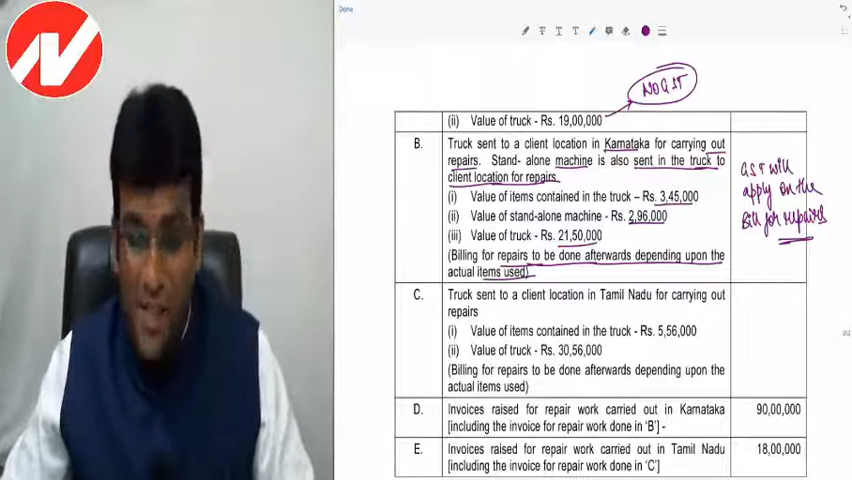 Done
NO GST
(ii) Value of truck - Rs. 19,00,000
B. Truck sent to a client location in Karnataka for carrying out
repairs. Stand- alone machine is also sent in the truck to
client location for repairs.
(i) Value of items contained in the truck – Rs. 3,45,000
(ii) Value of stand-alone machine - Rs. 2,96,000
(iii) Value of truck - Rs. 21,50,000
(Billing for repairs to be done afterwards depending upon the
actual items used)
GST will
apply on the
Bill for repairs
C. Truck sent to a client location in Tamil Nadu for carrying out
repairs
(i) Value of items contained in the truck - Rs. 5,56,000
(ii) Value of truck - Rs. 30,56,000
(Billing for repairs to be done afterwards depending upon the
actual items used)
D. Invoices raised for repair work carried out in Karnataka 90,00,000
[including the invoice for repair work done in ‘B’] -
E. Invoices raised for repair work carried out in Tamil Nadu 18,00,000
[including the invoice for repair work done in ‘C’]